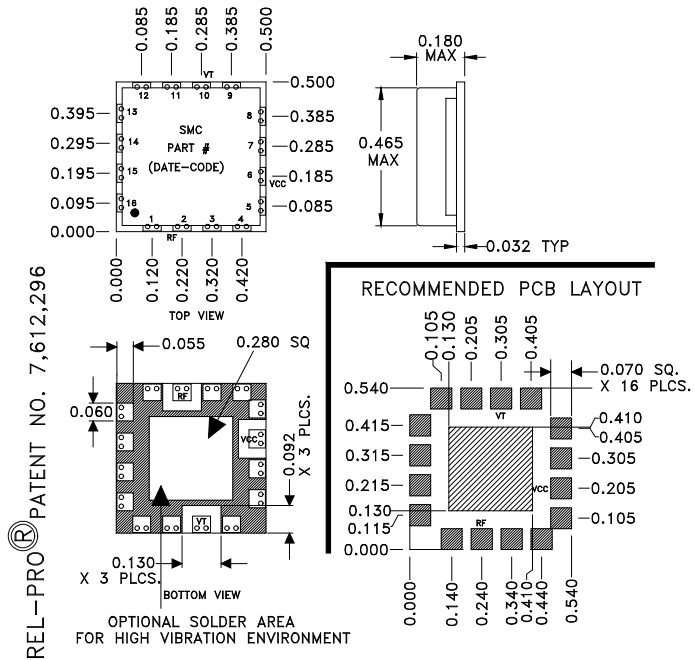 0.085
0.185
0.285
0.385
0.500
VT
12
11
10
9
0.500
0.395
13
8
0.385
0.295
14
SMC
PART #
(DATE-CODE)
7
0.285
0.195
15
6
0.185
VCC
0.095
16
5
0.085
1
2
3
4
0.000
RF
0.000
0.120
0.220
0.320
0.420
TOP VIEW
0.180
MAX
0.465
MAX
0.032 TYP
REL-PRO® PATENT NO. 7,612,296
0.055
0.280 SQ
0.060
RF
VCC
0.092
X 3 PLCS.
VT
0.130
X 3 PLCS.
BOTTOM VIEW
OPTIONAL SOLDER AREA
FOR HIGH VIBRATION ENVIRONMENT
RECOMMENDED PCB LAYOUT
0.105
0.130
0.205
0.305
0.405
0.070 SQ.
X 16 PLCS.
0.540
VT
0.415
0.410
0.405
0.315
0.305
0.215
VCC
0.205
0.130
0.115
RF
0.105
0.000
0.000
0.140
0.240
0.340
0.410
0.440
0.540